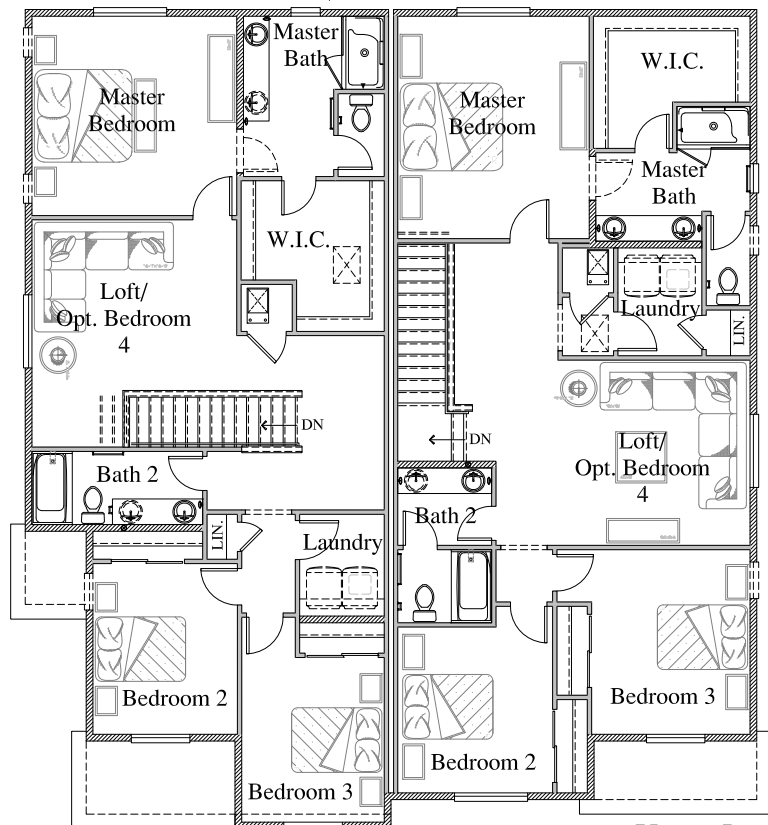 Master
Bath
Master
Bedroom
W.I.C.
Loft/
Opt. Bedroom
4
DN
Bath 2
LIN.
Laundry
Bedroom 2
Bedroom 3
W.I.C.
Master
Bedroom
Master
Bath
Laundry
LIN.
DN
Loft/
Opt. Bedroom
4
Bath 2
Bedroom 3
Bedroom 2